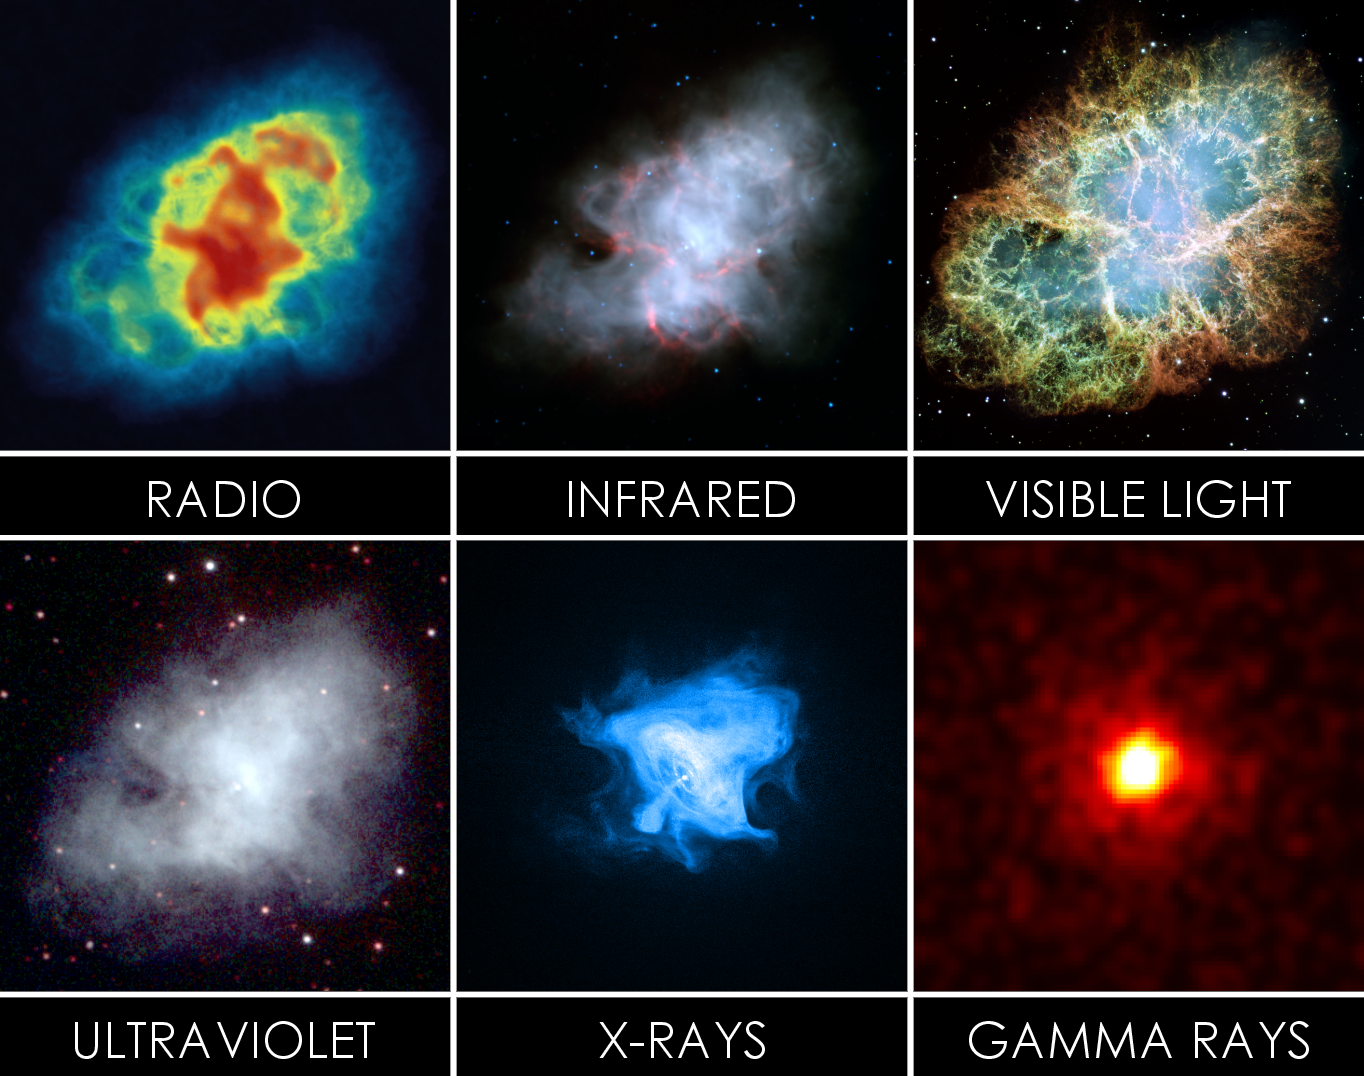 RADIO
INFRARED
VISIBLE LIGHT
ULTRAVIOLET
X-RAYS
GAMMA RAYS